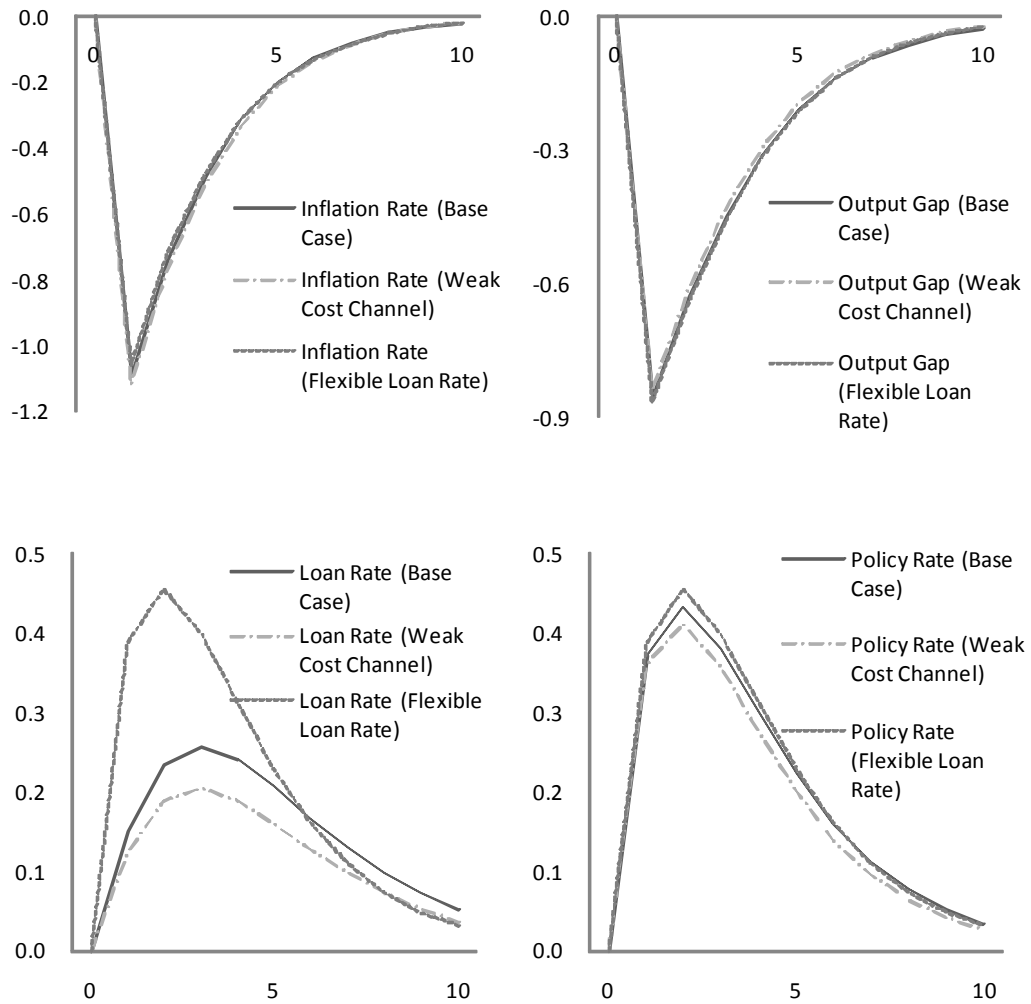 0.0
-0.2
-0.4
-0.6
-0.8
-1.0
-1.2
0
5
10
Inflation Rate (Base
Case)
Inflation Rate (Weak
Cost Channel)
Inflation Rate
(Flexible Loan Rate)
0.0
-0.3
-0.6
-0.9
0
5
10
Output Gap (Base
Case)
Output Gap (Weak
Cost Channel)
Output Gap
(Flexible Loan
Rate)
0.5
0.4
0.3
0.2
0.1
0.0
0
5
10
Loan Rate (Base
Case)
Loan Rate (Weak
Cost Channel)
Loan Rate (Flexible
Loan Rate)
0.5
0.4
0.3
0.2
0.1
0.0
0
5
10
Policy Rate (Base
Case)
Policy Rate (Weak
Cost Channel)
Policy Rate
(Flexible Loan
Rate)